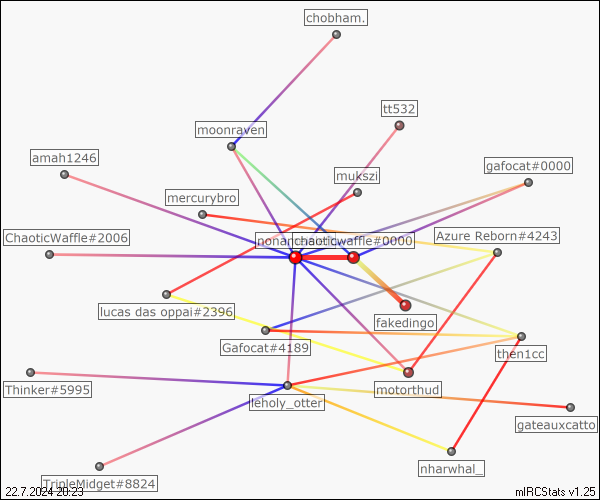 chobham.
tt532
moonraven
amah1246
gafocat#0000
mukszi
mercurybro
ChaoticWaffle#2006
chaoticwaffle#0000
Azure Reborn#4243
lucas das oppai#2396
fakedingo
Gafocat#4189
then1cc
Thinker#5995
motorthud
leholy_otter
gateauxcatto
nharwhal_
TripleMidget#8824
22.7.2024 20:23
mIRCStats v1.25